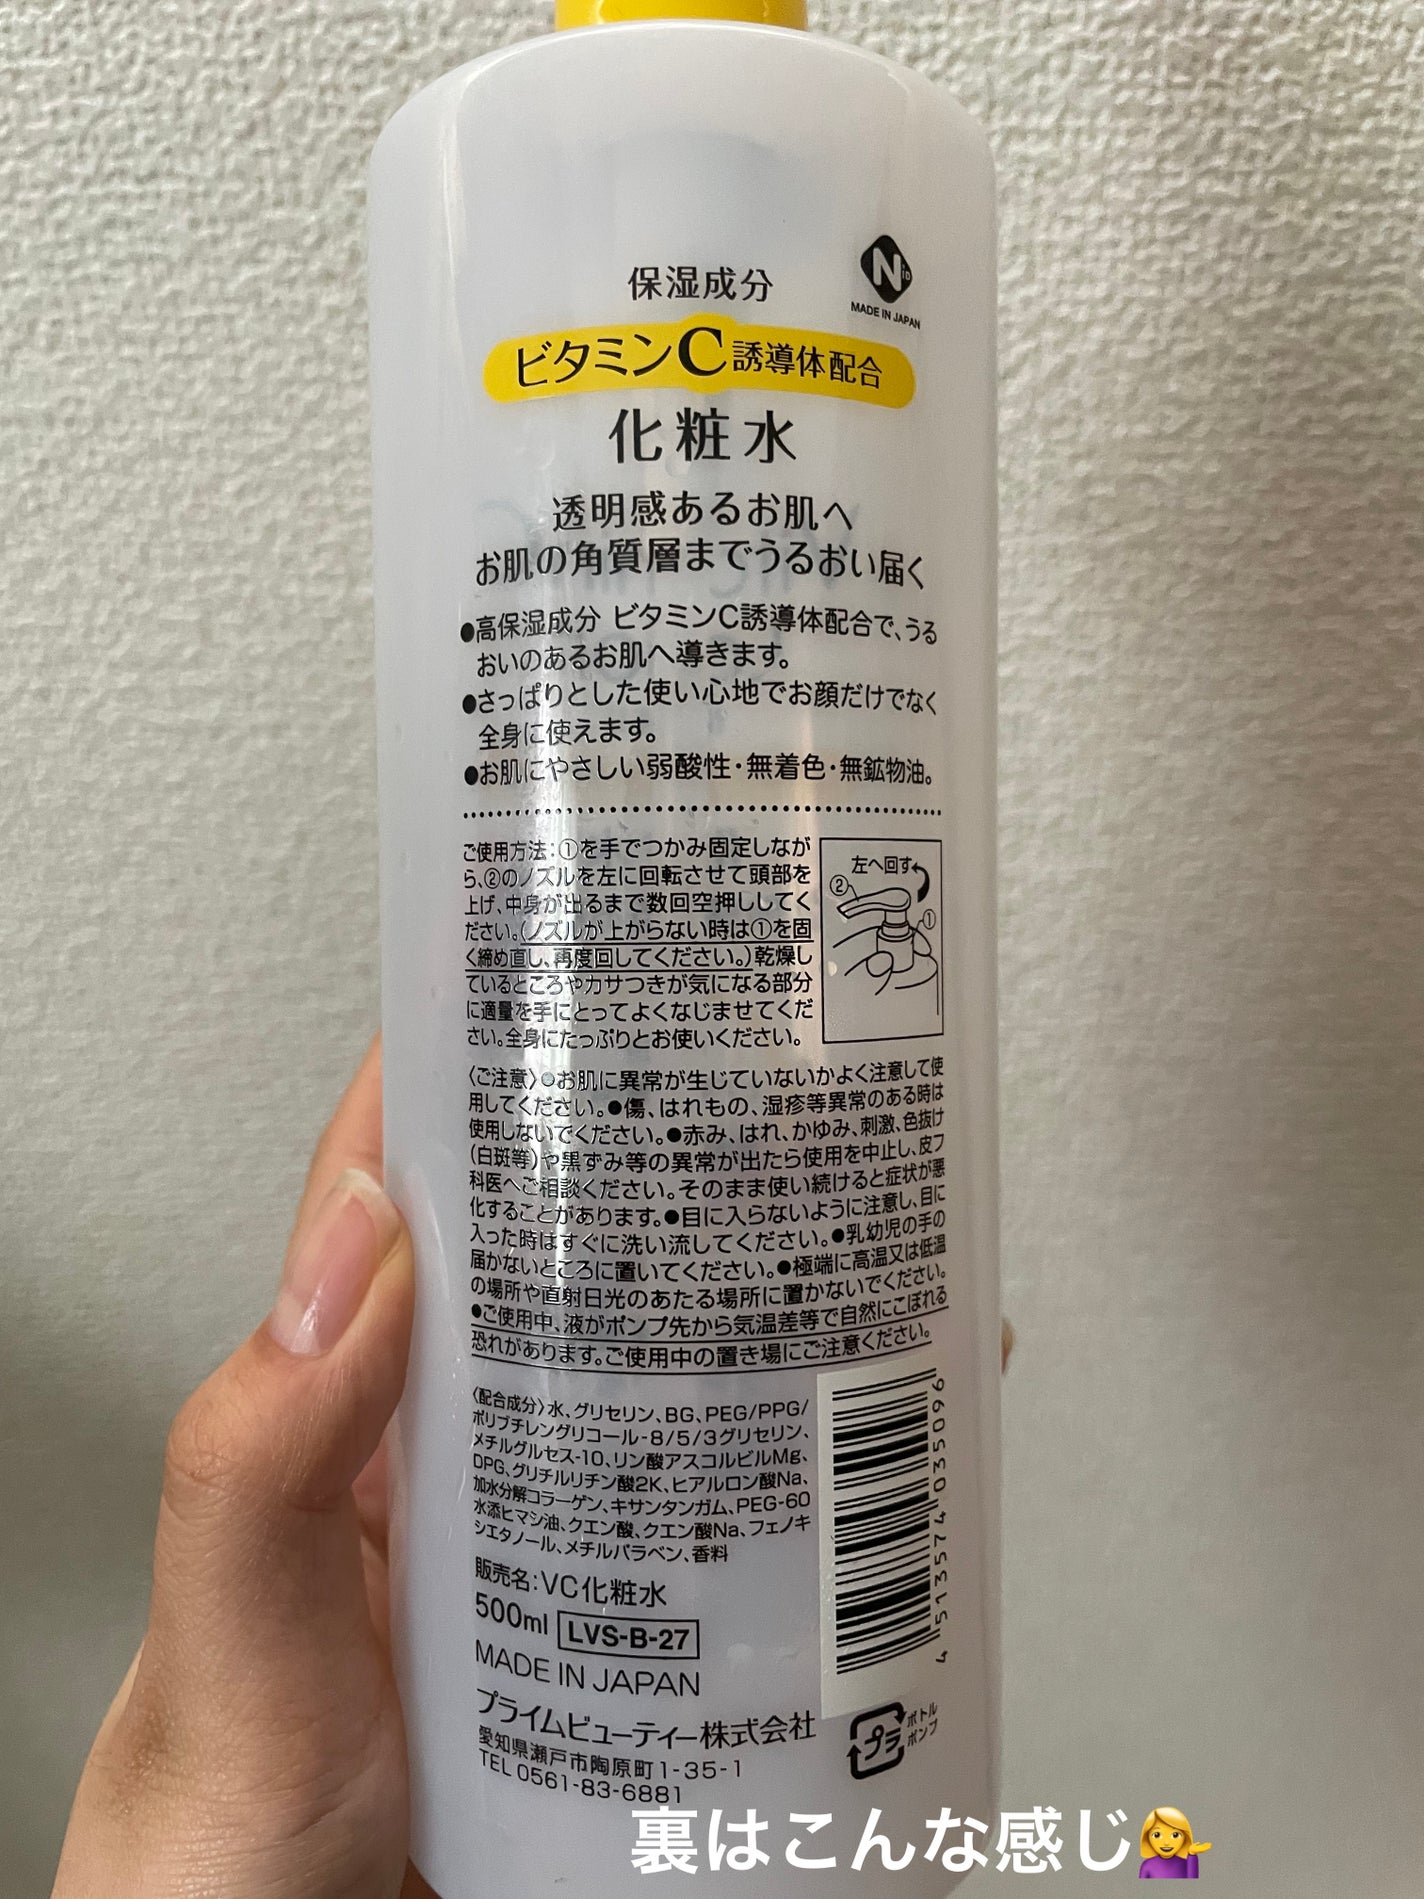 保湿成分
N iD
MADE IN JAPAN
ビタミンC誘導体配合
化粧水
透明感あるお肌へ
お肌の角質層までうるおい届く
●高保湿成分 ビタミンC誘導体配合で、うる
おいのあるお肌へ導きます。
●さっぱりとした使い心地でお顔だけでなく
全身に使えます。
●お肌にやさしい弱酸性・無着色・無鉱物油。
ご使用方法:①を手でつかみ固定しなが
ら、②のノズルを左に回転させて頭部を
上げ、中身が出るまで数回空押ししてく
ださい。(ノズルが上がらない時は①を固
く締め直し、再度回してください。)乾燥し
ているところやカサつきが気になる部分
に適量を手にとってよくなじませてくだ
さい。全身にたっぷりとお使いください。
左へ回す
②
①
〈ご注意〉●お肌に異常が生じていないかよく注意して使
用してください。●傷、はれもの、湿疹等異常のある時は
使用しないでください。●赤み、はれ、かゆみ、刺激、色抜け
(白斑等)や黒ずみ等の異常が出たら使用を中止し、皮フ
科医へご相談ください。そのまま使い続けると症状が悪
化することがあります。●目に入らないように注意し、目に
入った時はすぐに洗い流してください。●乳幼児の手の
届かないところに置いてください。●極端に高温又は低温
の場所や直射日光のあたる場所に置かないでください。
●ご使用中、液がポンプ先から気温差等で自然にこぼれる
恐れがあります。ご使用中の置き場にご注意ください。
〈配合成分〉水、グリセリン、BG、PEG/PPG/
ポリブチレングリコール-8/5/3グリセリン、
メチルグルセス-10、リン酸アスコルビルMg、
DPG、グリチルリチン酸2K、ヒアルロン酸Na、
加水分解コラーゲン、キサンタンガム、PEG-60
水添ヒマシ油、クエン酸、クエン酸Na、フェノキ
シエタノール、メチルパラベン、香料
販売名:VC化粧水
500ml LVS-B-27
MADE IN JAPAN
プライムビューティー株式会社
愛知県瀬戸市陶原町1-35-1
TEL 0561-83-6881
4 513574 035096
プラ
ボトル
ポンプ
裏はこんな感じ💁‍♀️